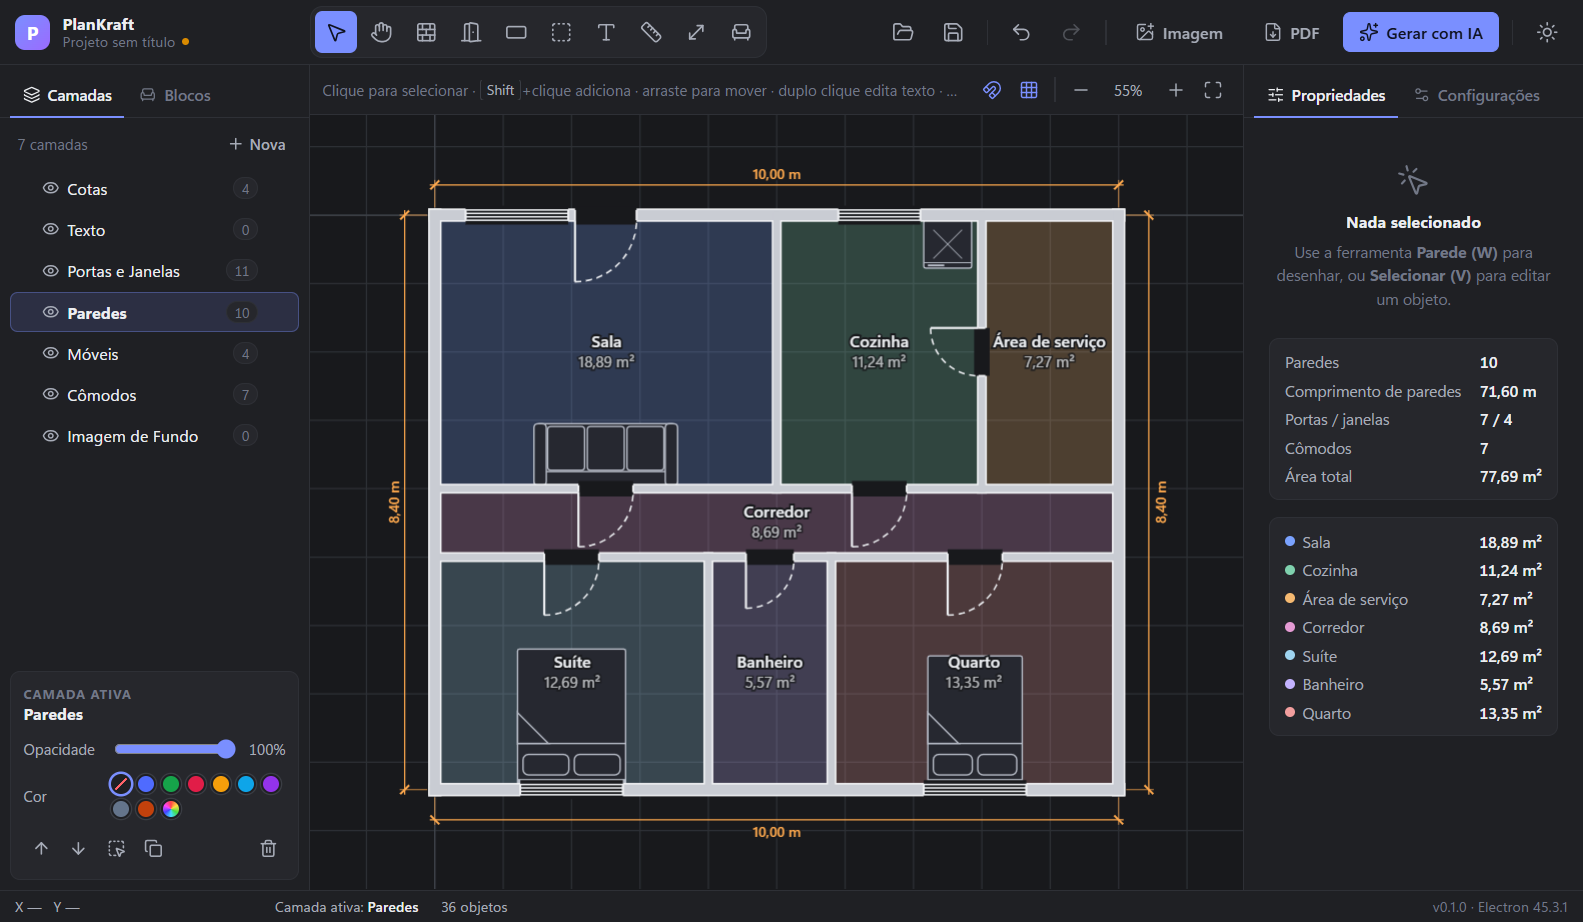 P
PlanKraft
Projeto sem título
Imagem
PDF
Gerar com IA
Camadas
Blocos
Clique para selecionar · Shift +clique adiciona · arraste para mover · duplo clique edita texto · ...
55%
Propriedades
Configurações
7 camadas
Nova
Cotas 4
Texto 0
Portas e Janelas 11
Paredes 10
Móveis 4
Cômodos 7
Imagem de Fundo 0
10,00 m
8,40 m
8,40 m
10,00 m
Sala
18,89 m²
Cozinha
11,24 m²
Área de serviço
7,27 m²
Corredor
8,69 m²
Suíte
12,69 m²
Banheiro
5,57 m²
Quarto
13,35 m²
Nada selecionado
Use a ferramenta Parede (W) para
desenhar, ou Selecionar (V) para editar
um objeto.
Paredes 10
Comprimento de paredes 71,60 m
Portas / janelas 7 / 4
Cômodos 7
Área total 77,69 m²
Sala 18,89 m²
Cozinha 11,24 m²
Área de serviço 7,27 m²
Corredor 8,69 m²
Suíte 12,69 m²
Banheiro 5,57 m²
Quarto 13,35 m²
CAMADA ATIVA
Paredes
Opacidade 100%
Cor
X — Y —
Camada ativa: Paredes 36 objetos
v0.1.0 · Electron 45.3.1